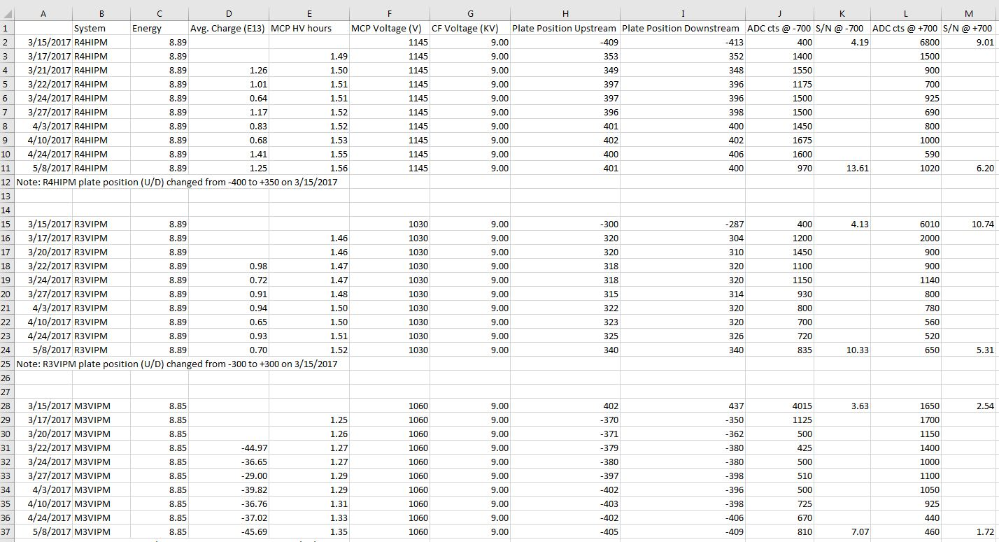 A B C D E F G H I J K L M
1 System Energy Avg. Charge (E13) MCP HV hours MCP Voltage (V) CF Voltage (KV) Plate Position Upstream Plate Position Downstream ADC cts @ -700 S/N @ -700 ADC cts @ +700 S/N @ +700
2 3/15/2017 R4HIPM 8.89 1145 9.00 -409 -413 400 4.19 6800 9.01
3 3/17/2017 R4HIPM 8.89 1.49 1145 9.00 353 352 1400 1500
4 3/21/2017 R4HIPM 8.89 1.26 1.50 1145 9.00 349 348 1550 900
5 3/22/2017 R4HIPM 8.89 1.01 1.51 1145 9.00 397 396 1175 700
6 3/24/2017 R4HIPM 8.89 0.64 1.51 1145 9.00 397 396 1500 925
7 3/27/2017 R4HIPM 8.89 1.17 1.52 1145 9.00 396 398 1500 690
8 4/3/2017 R4HIPM 8.89 0.83 1.52 1145 9.00 401 400 1450 800
9 4/10/2017 R4HIPM 8.89 0.68 1.53 1145 9.00 402 402 1675 1000
10 4/24/2017 R4HIPM 8.89 1.41 1.55 1145 9.00 400 406 1600 590
11 5/8/2017 R4HIPM 8.89 1.25 1.56 1145 9.00 401 400 970 13.61 1020 6.20
12 Note: R4HIPM plate position (U/D) changed from -400 to +350 on 3/15/2017
13
14
15 3/15/2017 R3VIPM 8.89 1030 9.00 -300 -287 400 4.13 6010 10.74
16 3/17/2017 R3VIPM 8.89 1.46 1030 9.00 320 304 1200 2000
17 3/20/2017 R3VIPM 8.89 1.46 1030 9.00 320 310 1450 900
18 3/22/2017 R3VIPM 8.89 0.98 1.47 1030 9.00 318 320 1100 900
19 3/24/2017 R3VIPM 8.89 0.72 1.47 1030 9.00 318 320 1150 1140
20 3/27/2017 R3VIPM 8.89 0.91 1.48 1030 9.00 315 314 930 800
21 4/3/2017 R3VIPM 8.89 0.94 1.50 1030 9.00 322 320 800 780
22 4/10/2017 R3VIPM 8.89 0.65 1.50 1030 9.00 323 320 700 560
23 4/24/2017 R3VIPM 8.89 0.93 1.51 1030 9.00 325 326 720 520
24 5/8/2017 R3VIPM 8.89 0.70 1.52 1030 9.00 340 340 835 10.33 650 5.31
25 Note: R3VIPM plate position (U/D) changed from -300 to +300 on 3/15/2017
26
27
28 3/15/2017 M3VIPM 8.85 1060 9.00 402 437 4015 3.63 1650 2.54
29 3/17/2017 M3VIPM 8.85 1.25 1060 9.00 -370 -350 1125 1700
30 3/20/2017 M3VIPM 8.85 1.26 1060 9.00 -371 -362 500 1150
31 3/22/2017 M3VIPM 8.85 -44.97 1.27 1060 9.00 -379 -380 425 1400
32 3/24/2017 M3VIPM 8.85 -36.65 1.27 1060 9.00 -380 -380 500 1000
33 3/27/2017 M3VIPM 8.85 -29.00 1.29 1060 9.00 -397 -398 510 1100
34 4/3/2017 M3VIPM 8.85 -39.82 1.29 1060 9.00 -402 -396 500 1050
35 4/10/2017 M3VIPM 8.85 -36.76 1.31 1060 9.00 -403 -398 725 925
36 4/24/2017 M3VIPM 8.85 -37.02 1.33 1060 9.00 -402 -406 670 440
37 5/8/2017 M3VIPM 8.85 -45.69 1.35 1060 9.00 -405 -409 810 7.07 460 1.72